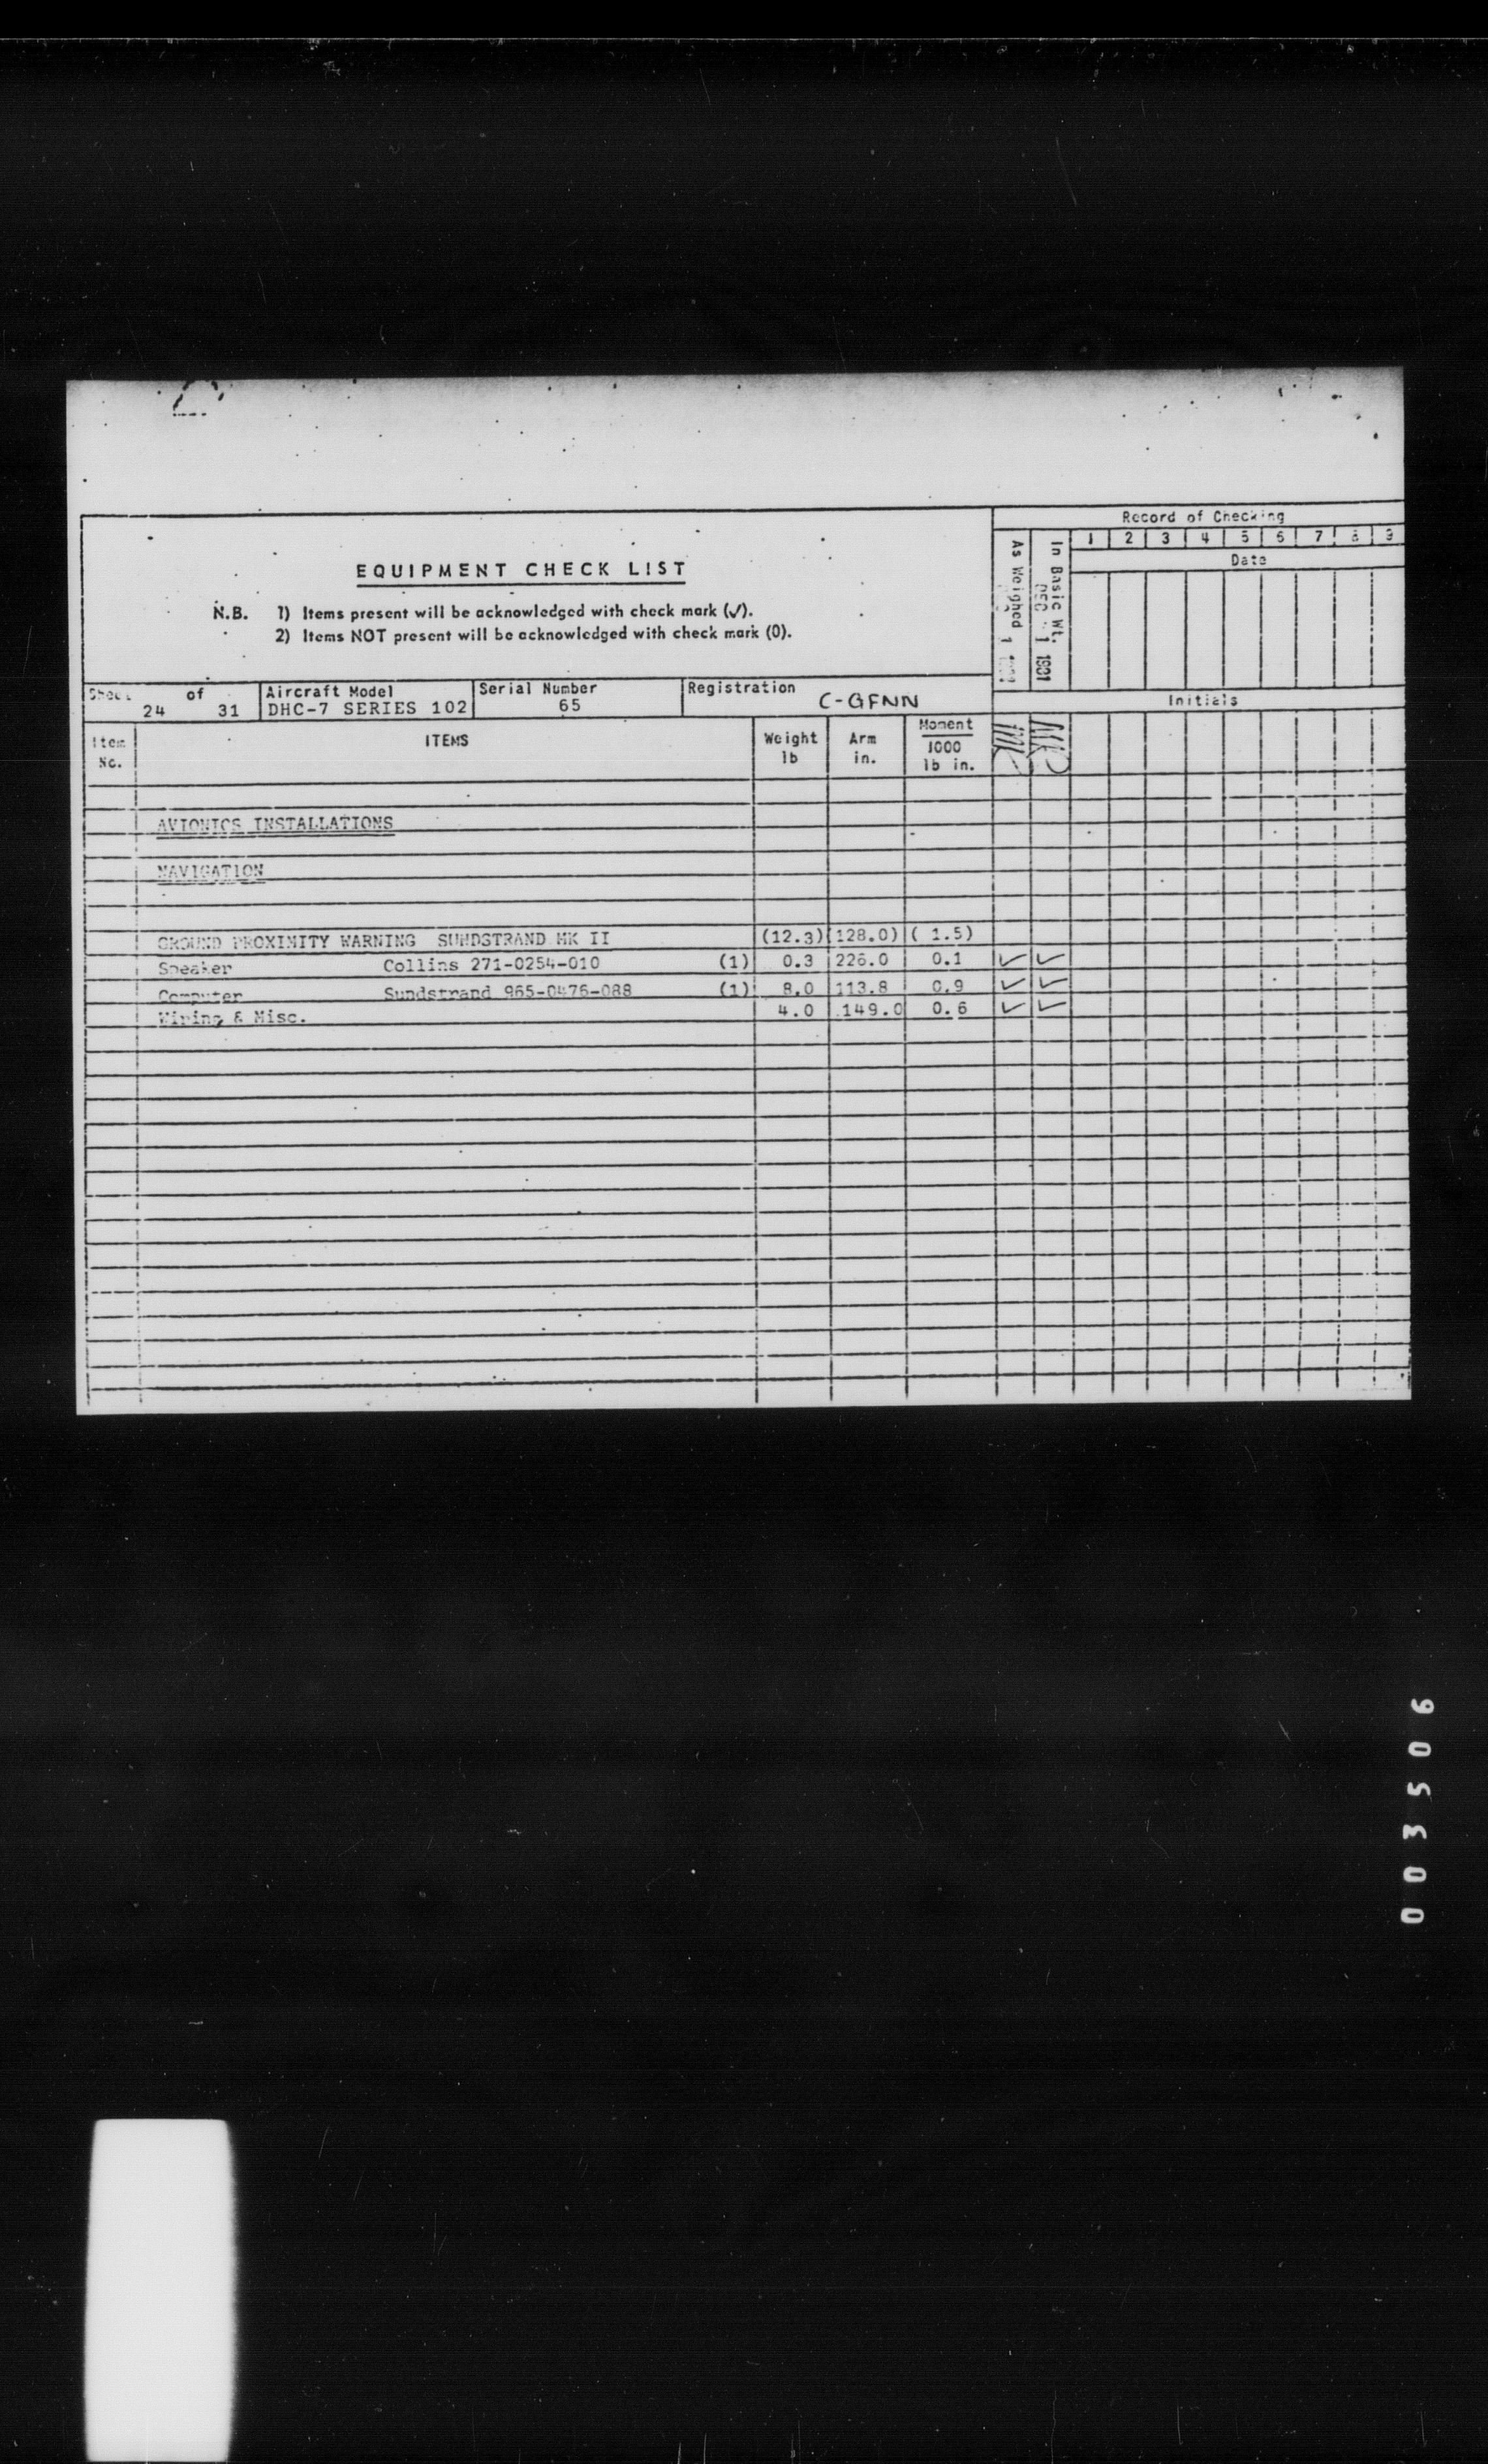 Record of Checking
As Weighed 1
In Basic Wt. DEC 1 1981
1 2 3 4 5 6 7 8 9
Date
EQUIPMENT CHECK LIST
N.B. 1) Items present will be acknowledged with check mark (✓).
2) Items NOT present will be acknowledged with check mark (0).
Sheet 24 of 31
Aircraft Model
DHC-7 SERIES 102
Serial Number
65
Registration
C-GFNN
Initials
Item No.
ITEMS
Weight lb
Arm in.
Moment 1000 lb in.
AVIONICS INSTALLATIONS
NAVIGATION
GROUND PROXIMITY WARNING SUNDSTRAND MK II (12.3) (128.0) ( 1.5)
Speaker Collins 271-0254-010 (1) 0.3 226.0 0.1 ✓ ✓
Computer Sundstrand 965-0476-088 (1) 8.0 113.8 0.9 ✓ ✓
Wiring & Misc. 4.0 149.0 0.6 ✓ ✓
003506